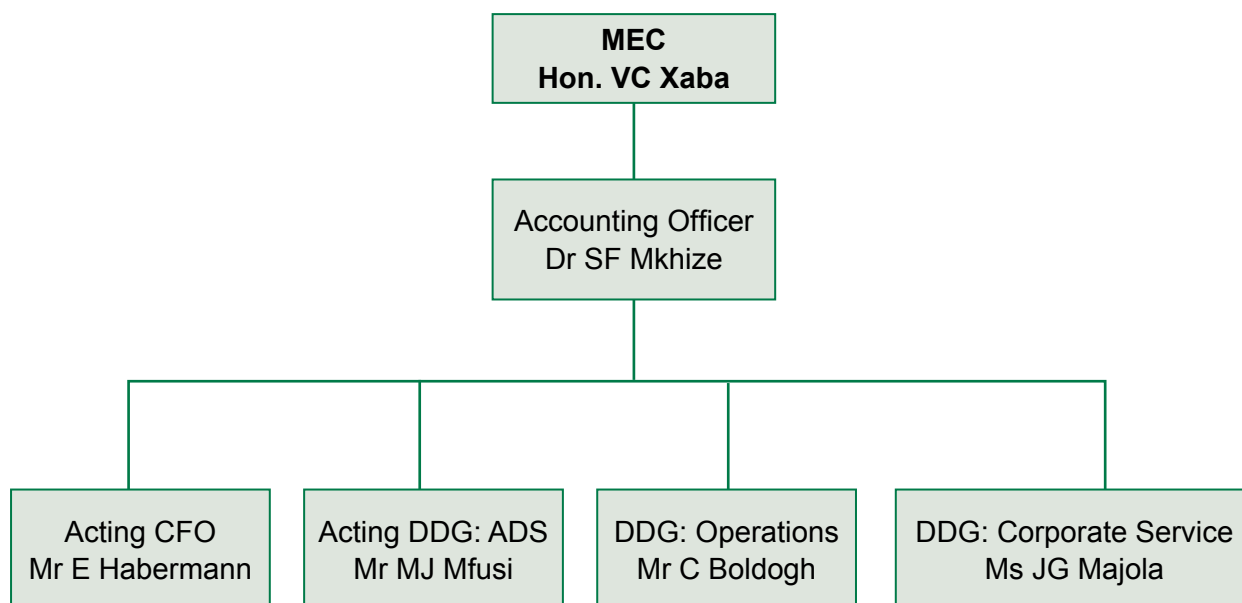 MEC
Hon. VC Xaba
Accounting Officer
Dr SF Mkhize
Acting CFO
Mr E Habermann
Acting DDG: ADS
Mr MJ Mfusi
DDG: Operations
Mr C Boldogh
DDG: Corporate Service
Ms JG Majola